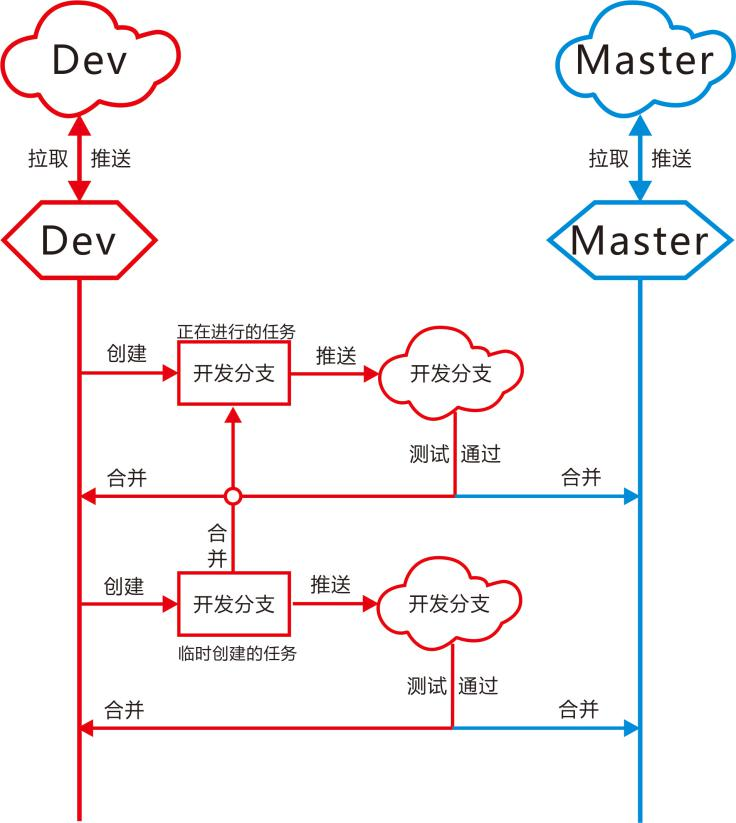 Dev
Master
拉取 推送
拉取 推送
Dev
Master
正在进行的任务
创建
开发分支
推送
开发分支
测试 通过
合并
合并
合
并
创建
开发分支
推送
开发分支
临时创建的任务
测试 通过
合并
合并